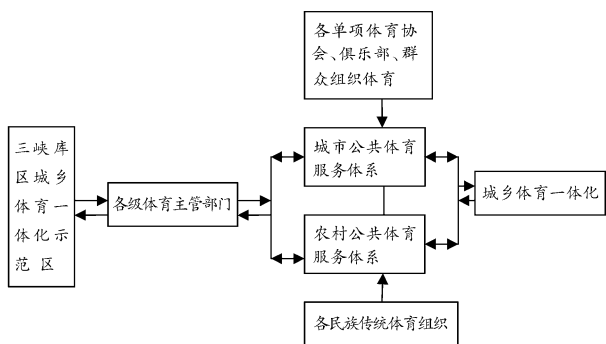 各单项体育协
会、俱乐部、群
众组织体育
三峡库
区城乡
体育一
体化示
范区
各级体育主管部门
城市公共体育
服务体系
城乡体育一体化
农村公共体育
服务体系
各民族传统体育组织